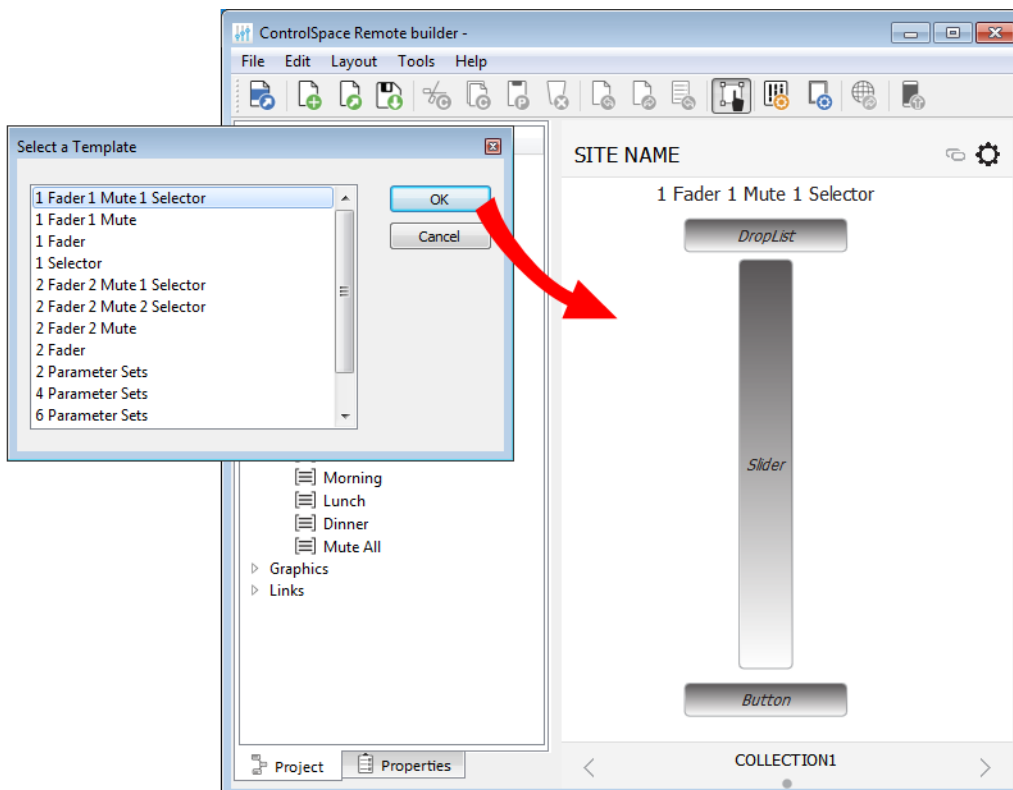 ControlSpace Remote builder -
File Edit Layout Tools Help
Select a Template
1 Fader 1 Mute 1 Selector
1 Fader 1 Mute
1 Fader
1 Selector
2 Fader 2 Mute 1 Selector
2 Fader 2 Mute 2 Selector
2 Fader 2 Mute
2 Fader
2 Parameter Sets
4 Parameter Sets
6 Parameter Sets
OK
Cancel
Morning
Lunch
Dinner
Mute All
Graphics
Links
Project Properties
SITE NAME
1 Fader 1 Mute 1 Selector
DropList
Slider
Button
COLLECTION1